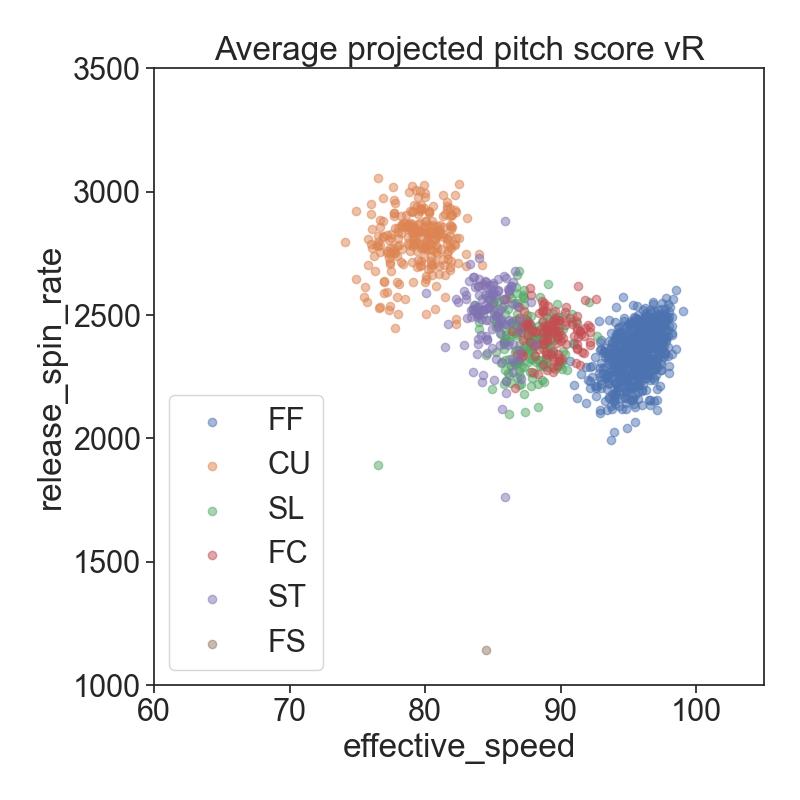 Average projected pitch score vR
3500
3000
2500
2000
1500
1000
release_spin_rate
FF
CU
SL
FC
ST
FS
60
70
80
90
100
effective_speed